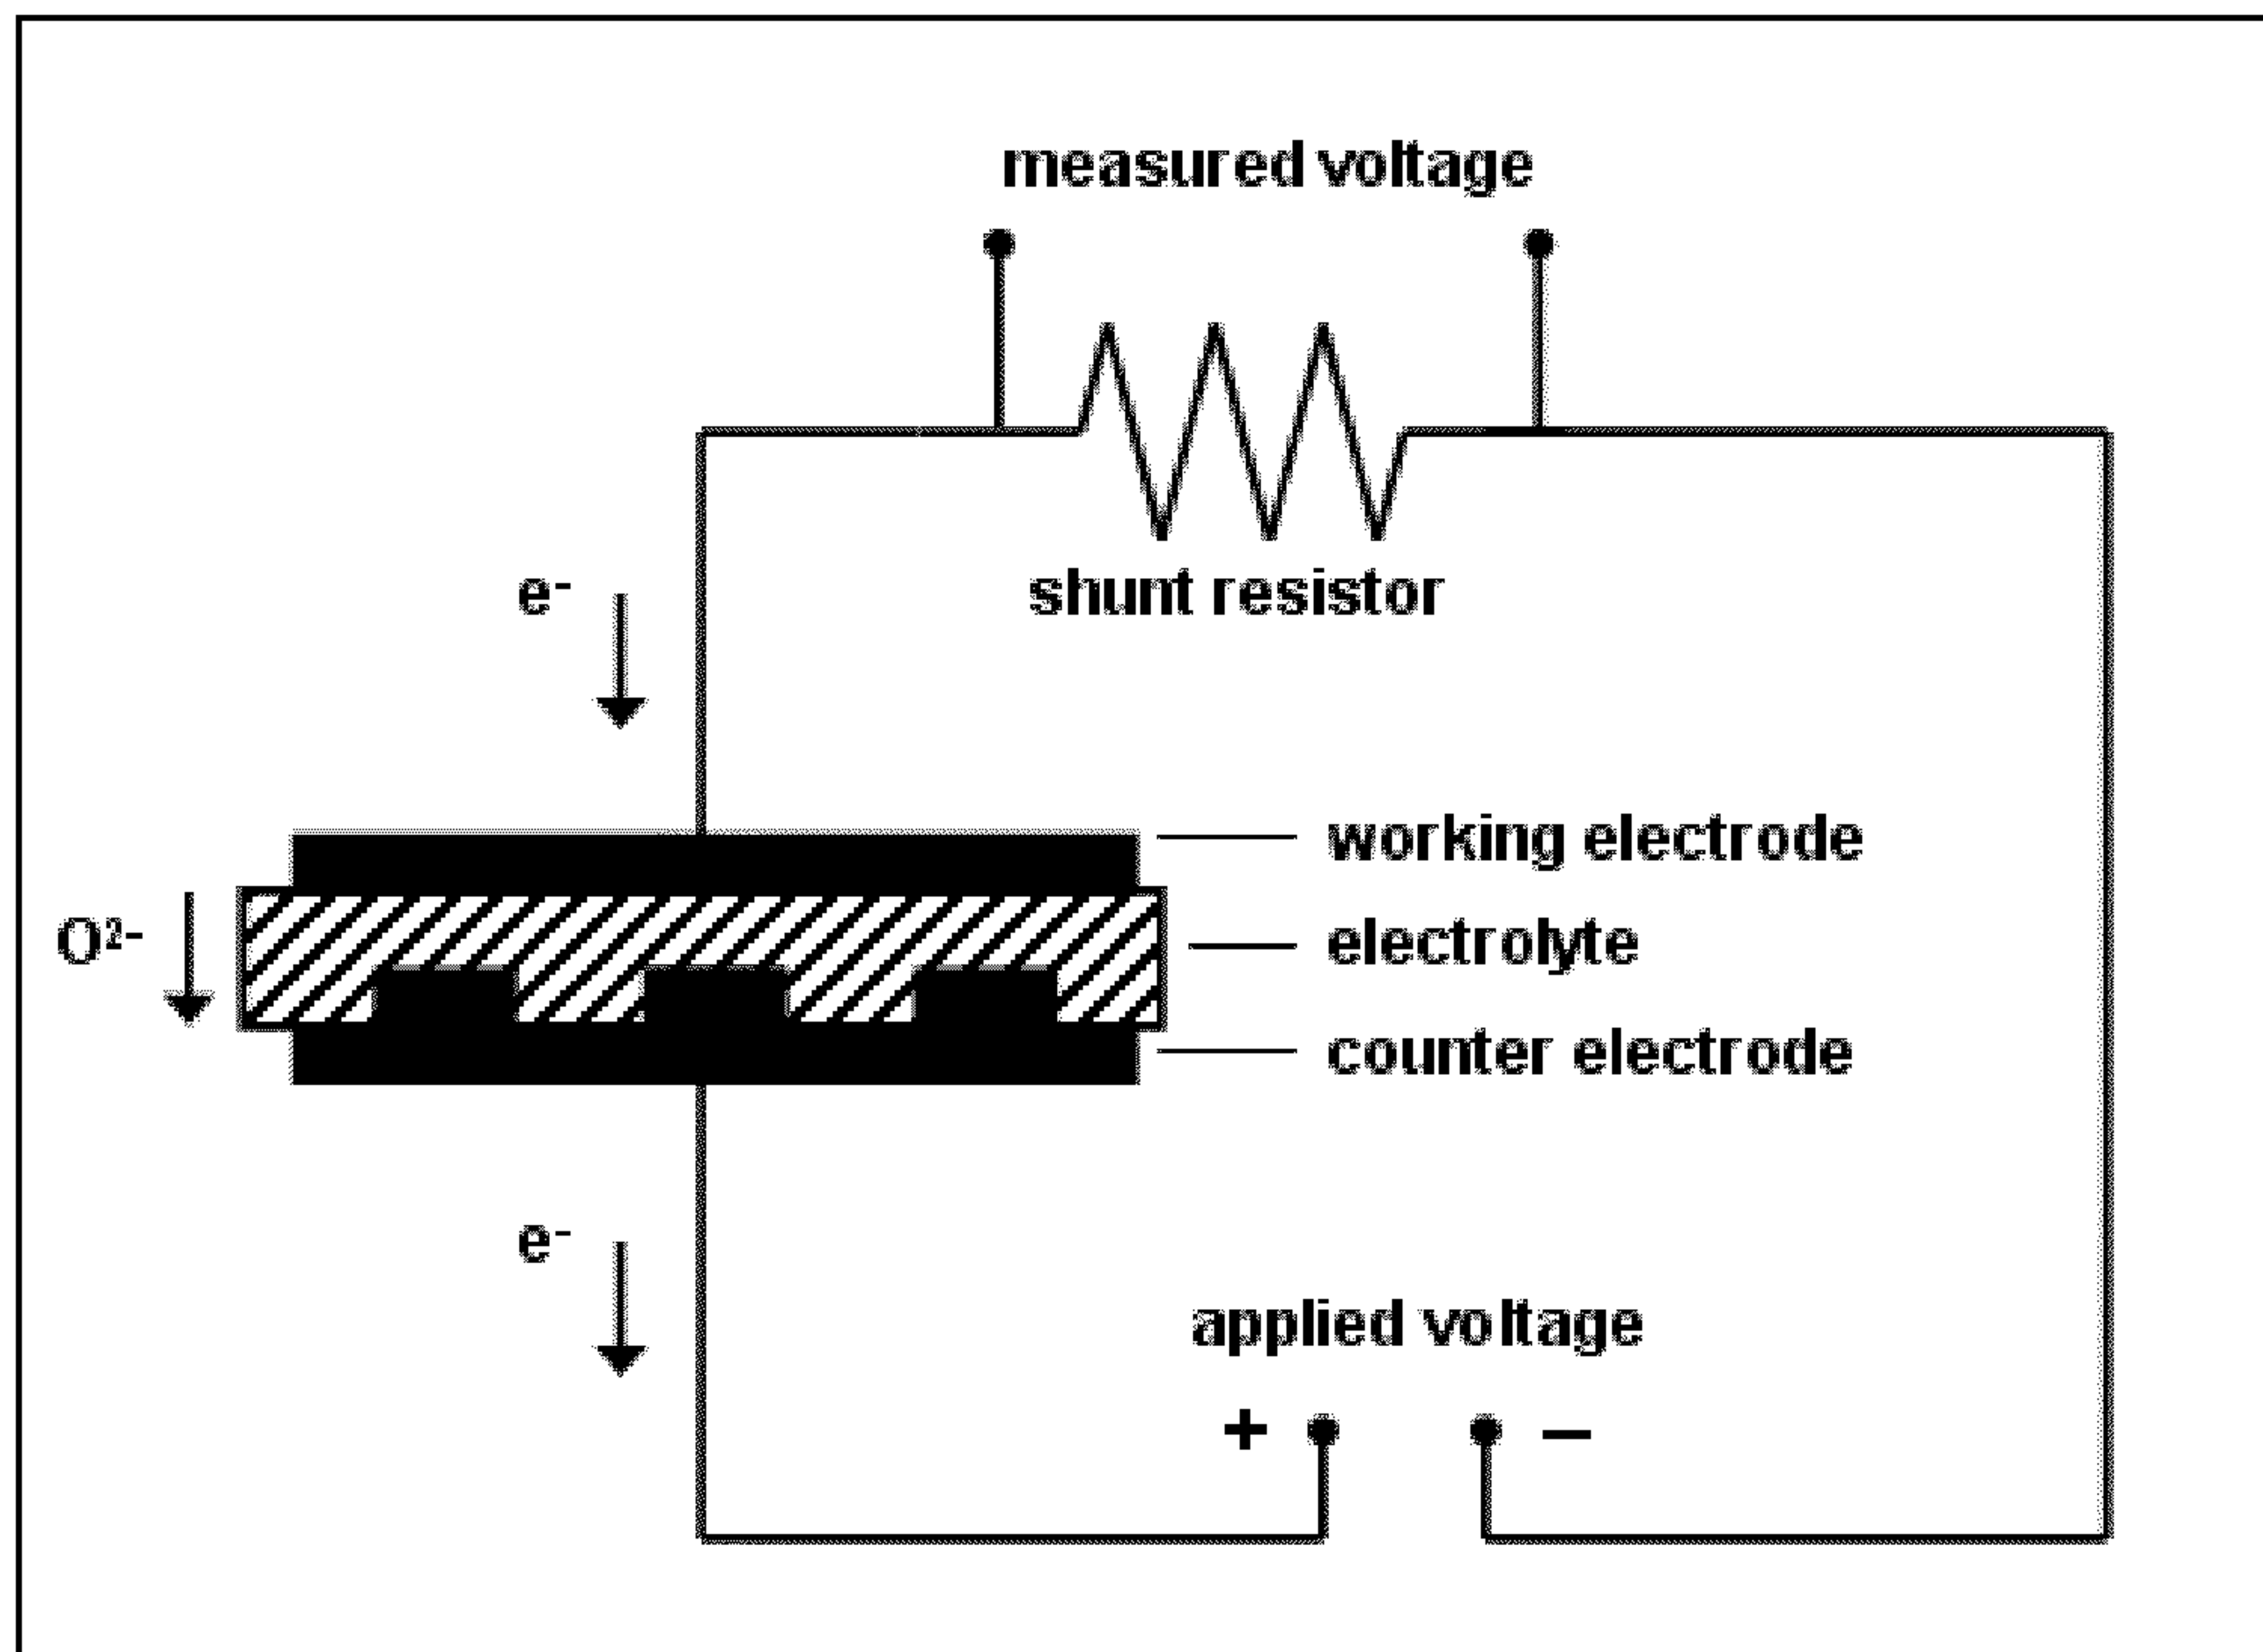 measured voltage
shunt resistor
e-
working electrode
O²-
electrolyte
counter electrode
e-
applied voltage
+ −